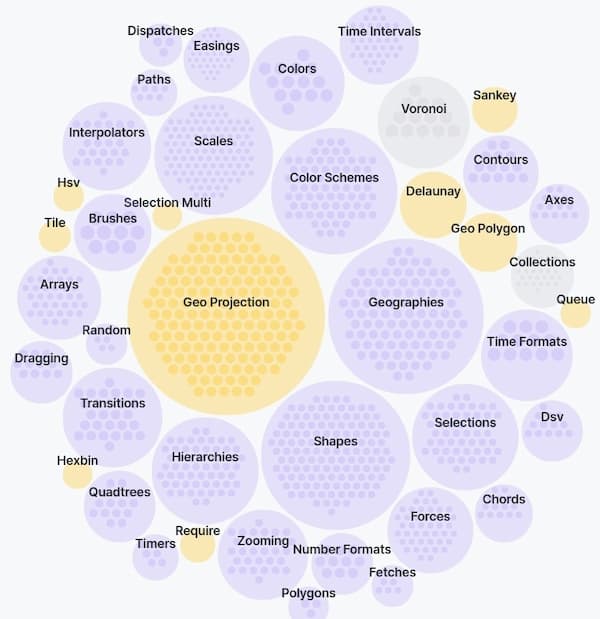 Dispatches
Time Intervals
Easings
Colors
Paths
Sankey
Voronoi
Interpolators
Scales
Contours
Color Schemes
Hsv
Delaunay
Axes
Selection Multi
Tile
Brushes
Geo Polygon
Collections
Arrays
Queue
Geo Projection
Geographies
Random
Time Formats
Dragging
Transitions
Dsv
Selections
Shapes
Hierarchies
Hexbin
Quadtrees
Chords
Forces
Require
Timers
Zooming
Number Formats
Fetches
Polygons